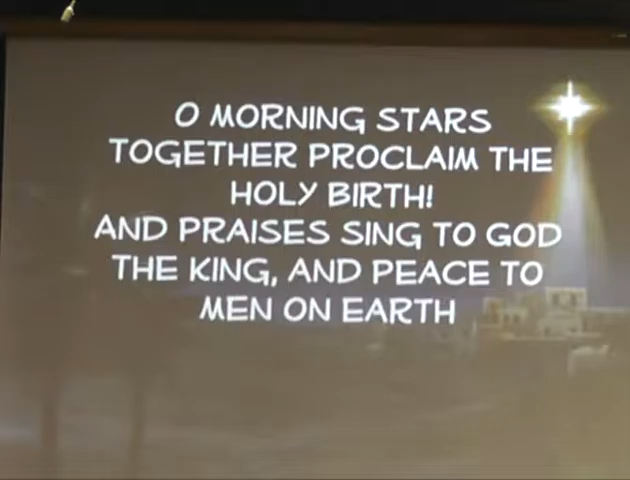 O MORNING STARS
TOGETHER PROCLAIM THE
HOLY BIRTH!
AND PRAISES SING TO GOD
THE KING, AND PEACE TO
MEN ON EARTH